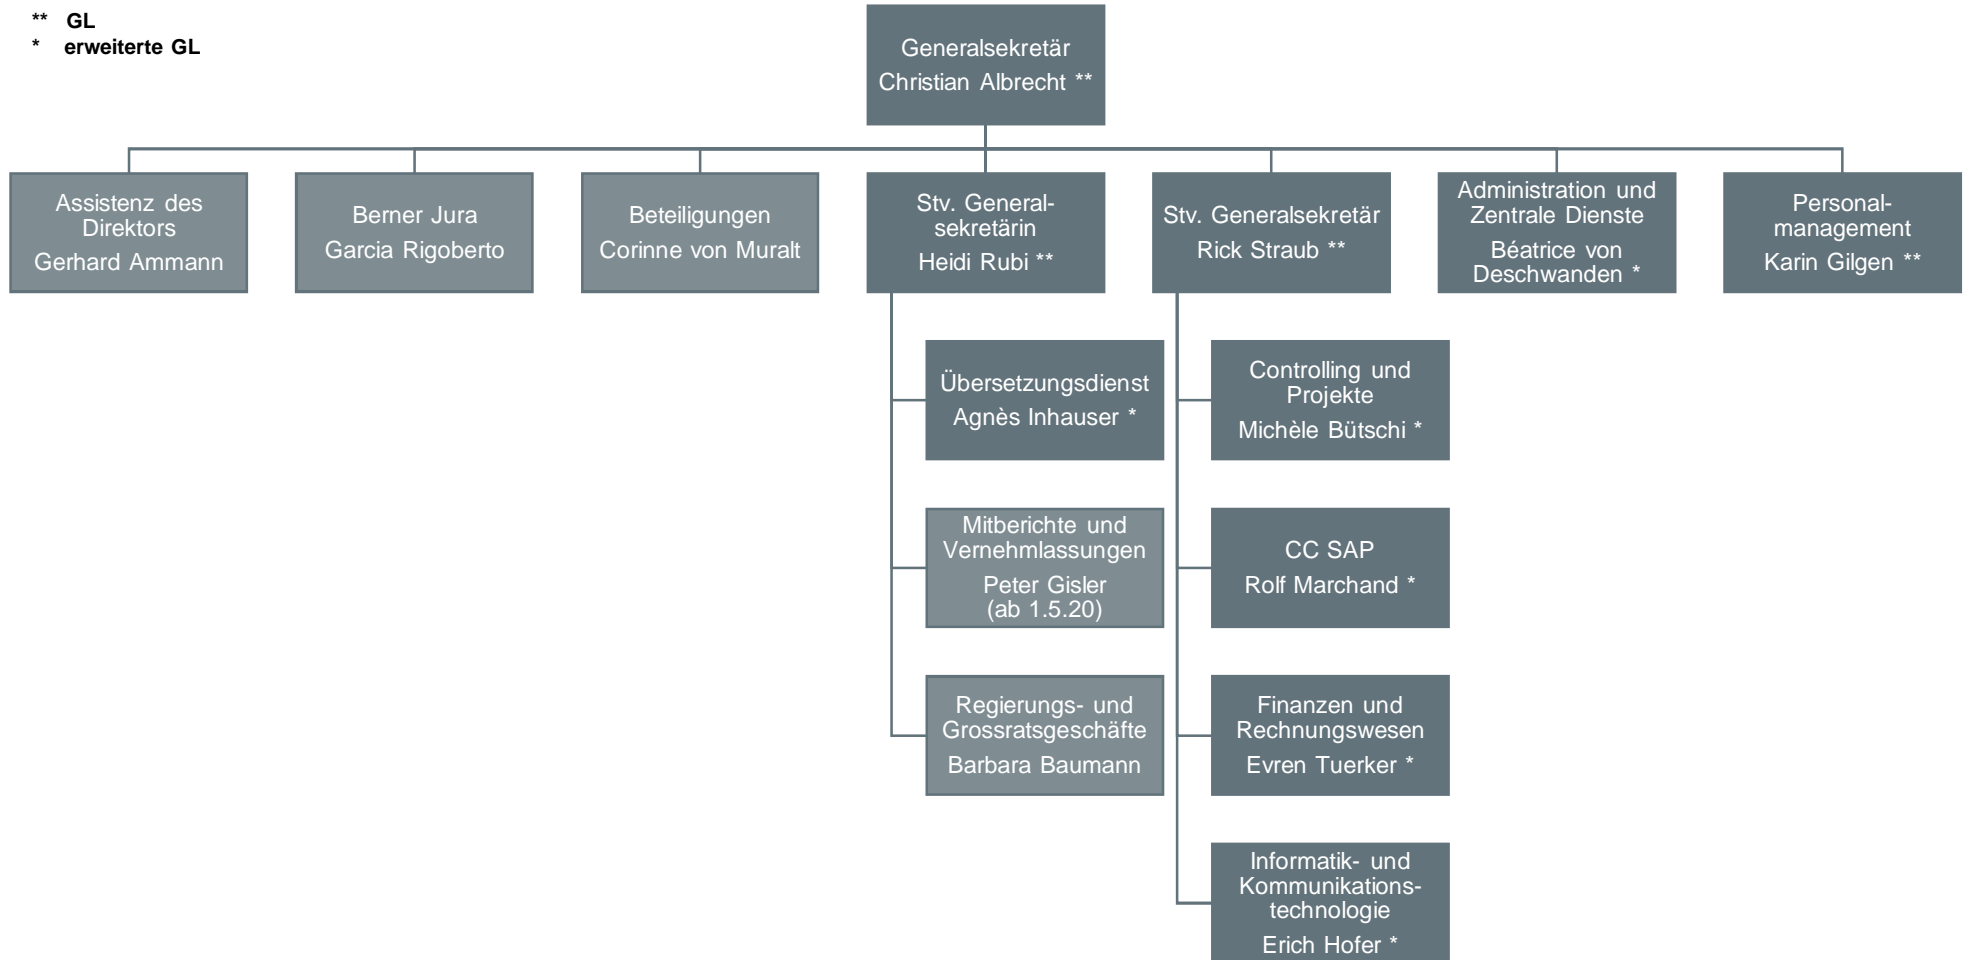 ** GL
* erweiterte GL
Generalsekretär
Christian Albrecht **
Assistenz des
Direktors
Gerhard Ammann
Berner Jura
Garcia Rigoberto
Beteiligungen
Corinne von Muralt
Stv. General-
sekretärin
Heidi Rubi **
Stv. Generalsekretär
Rick Straub **
Administration und
Zentrale Dienste
Béatrice von
Deschwanden *
Personal-
management
Karin Gilgen **
Übersetzungsdienst
Agnès Inhauser *
Mitberichte und
Vernehmlassungen
Peter Gisler
(ab 1.5.20)
Regierungs- und
Grossratsgeschäfte
Barbara Baumann
Controlling und
Projekte
Michèle Bütschi *
CC SAP
Rolf Marchand *
Finanzen und
Rechnungswesen
Evren Tuerker *
Informatik- und
Kommunikations-
technologie
Erich Hofer *